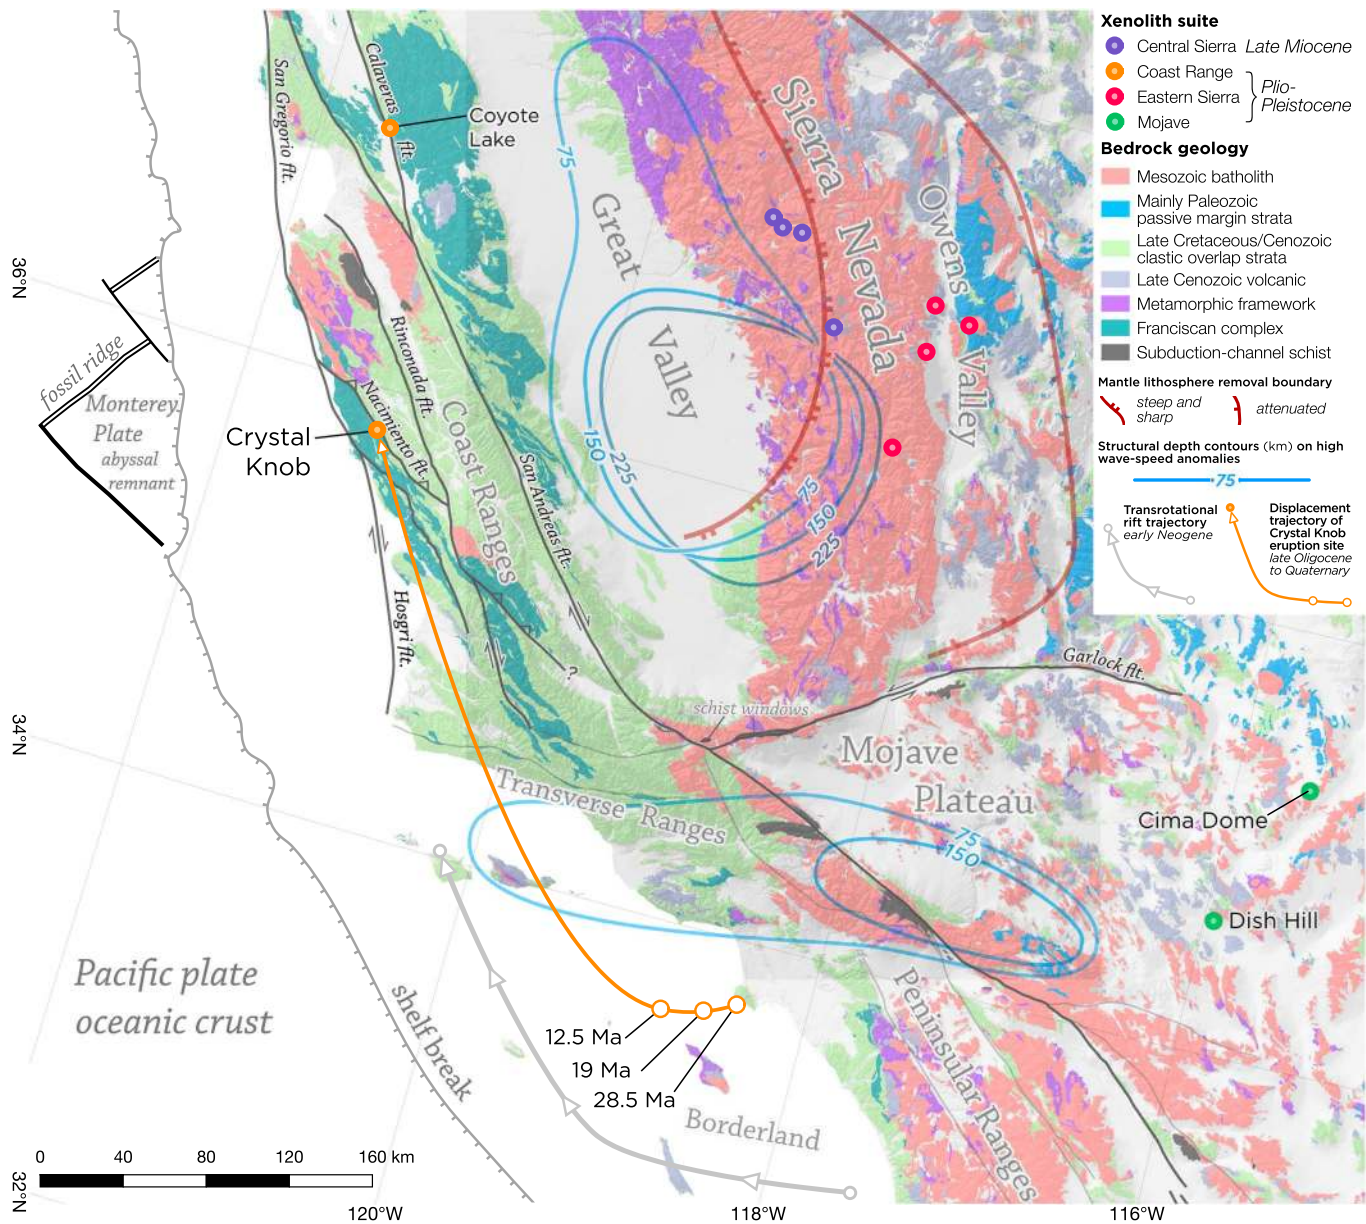 Xenolith suite
Central Sierra Late Miocene
Coast Range
Eastern Sierra
Plio-
Pleistocene
Mojave
Bedrock geology
Mesozoic batholith
Mainly Paleozoic
passive margin strata
Late Cretaceous/Cenozoic
clastic overlap strata
Late Cenozoic volcanic
Metamorphic framework
Franciscan complex
Subduction-channel schist
Mantle lithosphere removal boundary
steep and
sharp
attenuated
Structural depth contours (km) on high
wave-speed anomalies
75
Transrotational
rift trajectory
early Neogene
Displacement
trajectory of
Crystal Knob
eruption site
late Oligocene
to Quaternary
San Gregorio flt.
Calaveras flt.
Coyote
Lake
75
Great
Valley
Sierra
Nevada
Owens
Valley
36°N
fossil ridge
Monterey
Plate
abyssal
remnant
Crystal
Knob
Rinconada flt.
Nacimiento flt.
Coast Ranges
San Andreas flt.
150
225
75
150
225
Hosgri flt.
?
Garlock flt.
schist windows
34°N
Mojave
Plateau
Transverse Ranges
75
150
Cima Dome
Dish Hill
Pacific plate
oceanic crust
shelf break
12.5 Ma
19 Ma
28.5 Ma
Borderland
Peninsular Ranges
0 40 80 120 160 km
32°N
120°W 118°W 116°W